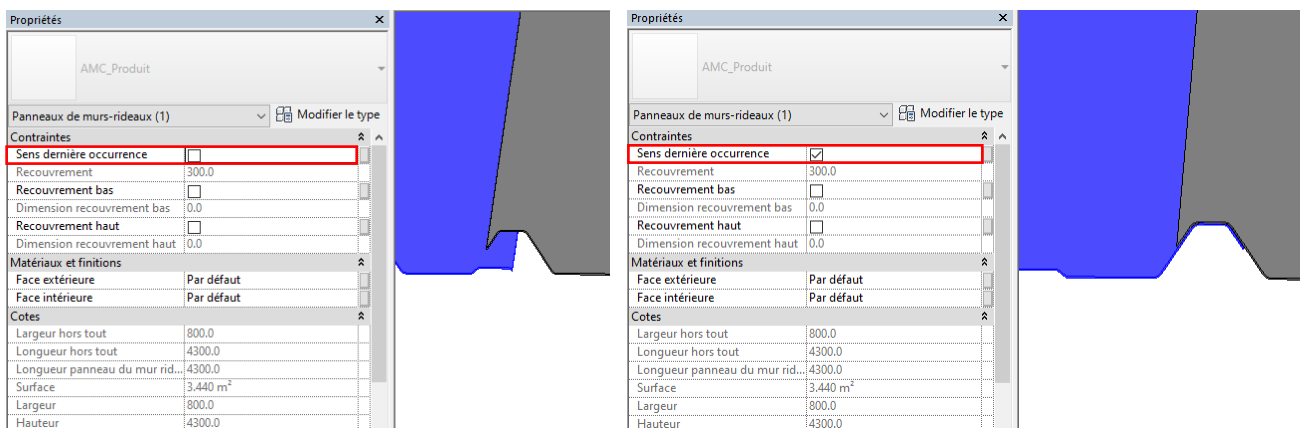 Propriétés
AMC_Produit
Panneaux de murs-rideaux (1) Modifier le type
Contraintes
Sens dernière occurrence
Recouvrement 300.0
Recouvrement bas
Dimension recouvrement bas 0.0
Recouvrement haut
Dimension recouvrement haut 0.0
Matériaux et finitions
Face extérieure Par défaut
Face intérieure Par défaut
Cotes
Largeur hors tout 800.0
Longueur hors tout 4300.0
Longueur panneau du mur rid... 4300.0
Surface 3.440 m²
Largeur 800.0
Hauteur 4300.0
Propriétés
AMC_Produit
Panneaux de murs-rideaux (1) Modifier le type
Contraintes
Sens dernière occurrence
Recouvrement 300.0
Recouvrement bas
Dimension recouvrement bas 0.0
Recouvrement haut
Dimension recouvrement haut 0.0
Matériaux et finitions
Face extérieure Par défaut
Face intérieure Par défaut
Cotes
Largeur hors tout 800.0
Longueur hors tout 4300.0
Longueur panneau du mur rid... 4300.0
Surface 3.440 m²
Largeur 800.0
Hauteur 4300.0